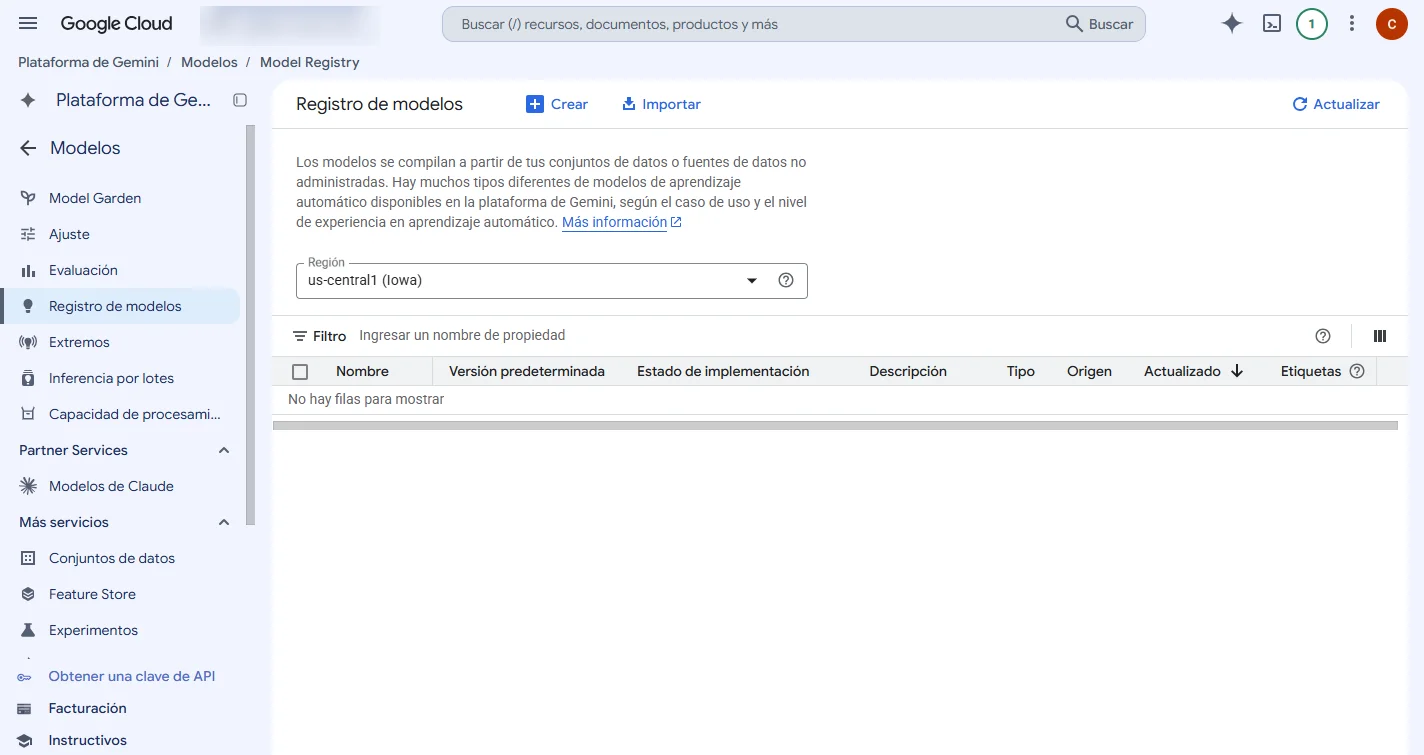 Google Cloud
Buscar (/) recursos, documentos, productos y más
Buscar
1
C
Plataforma de Gemini / Modelos / Model Registry
Plataforma de Ge...
Modelos
Model Garden
Ajuste
Evaluación
Registro de modelos
Extremos
Inferencia por lotes
Capacidad de procesami...
Partner Services
Modelos de Claude
Más servicios
Conjuntos de datos
Feature Store
Experimentos
Obtener una clave de API
Facturación
Instructivos
Registro de modelos
Crear
Importar
Actualizar
Los modelos se compilan a partir de tus conjuntos de datos o fuentes de datos no
administradas. Hay muchos tipos diferentes de modelos de aprendizaje
automático disponibles en la plataforma de Gemini, según el caso de uso y el nivel
de experiencia en aprendizaje automático. Más información
Región
us-central1 (Iowa)
Filtro Ingresar un nombre de propiedad
Nombre Versión predeterminada Estado de implementación Descripción Tipo Origen Actualizado Etiquetas
No hay filas para mostrar